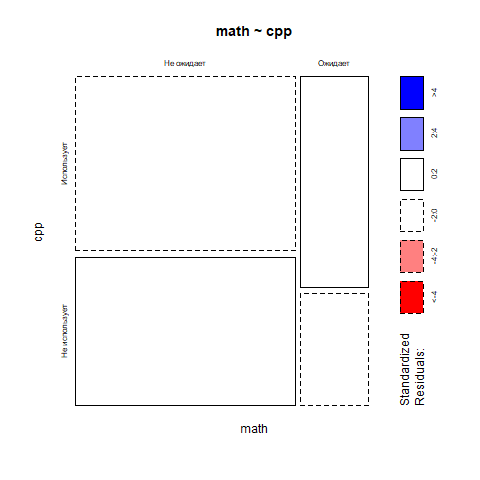 math ~ cpp
Не ожидает
Ожидает
Использует
Не использует
cpp
math
>4
2:4
0:2
-2:0
-4:-2
<-4
Standardized
Residuals: